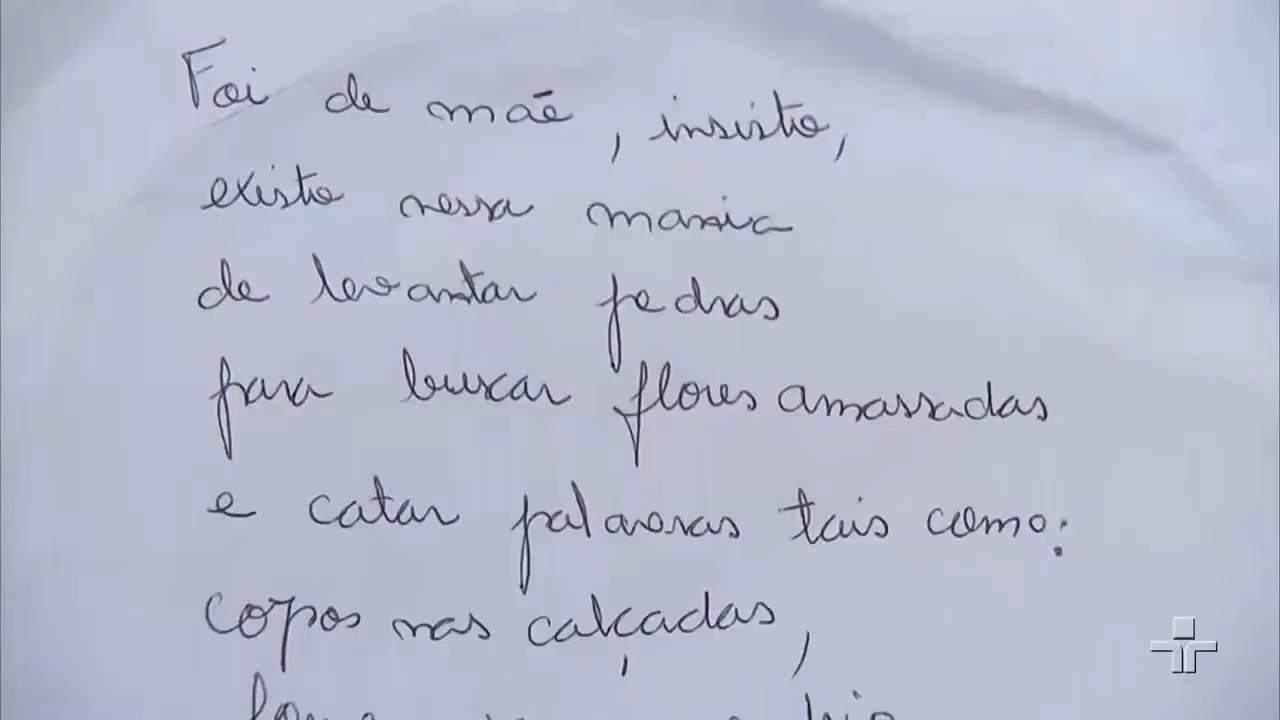 Foi de mãe, insisto,
existo nessa mania
de levantar pedras
para buscar flores amassadas
e catar palavras tais como:
copos nas calçadas,